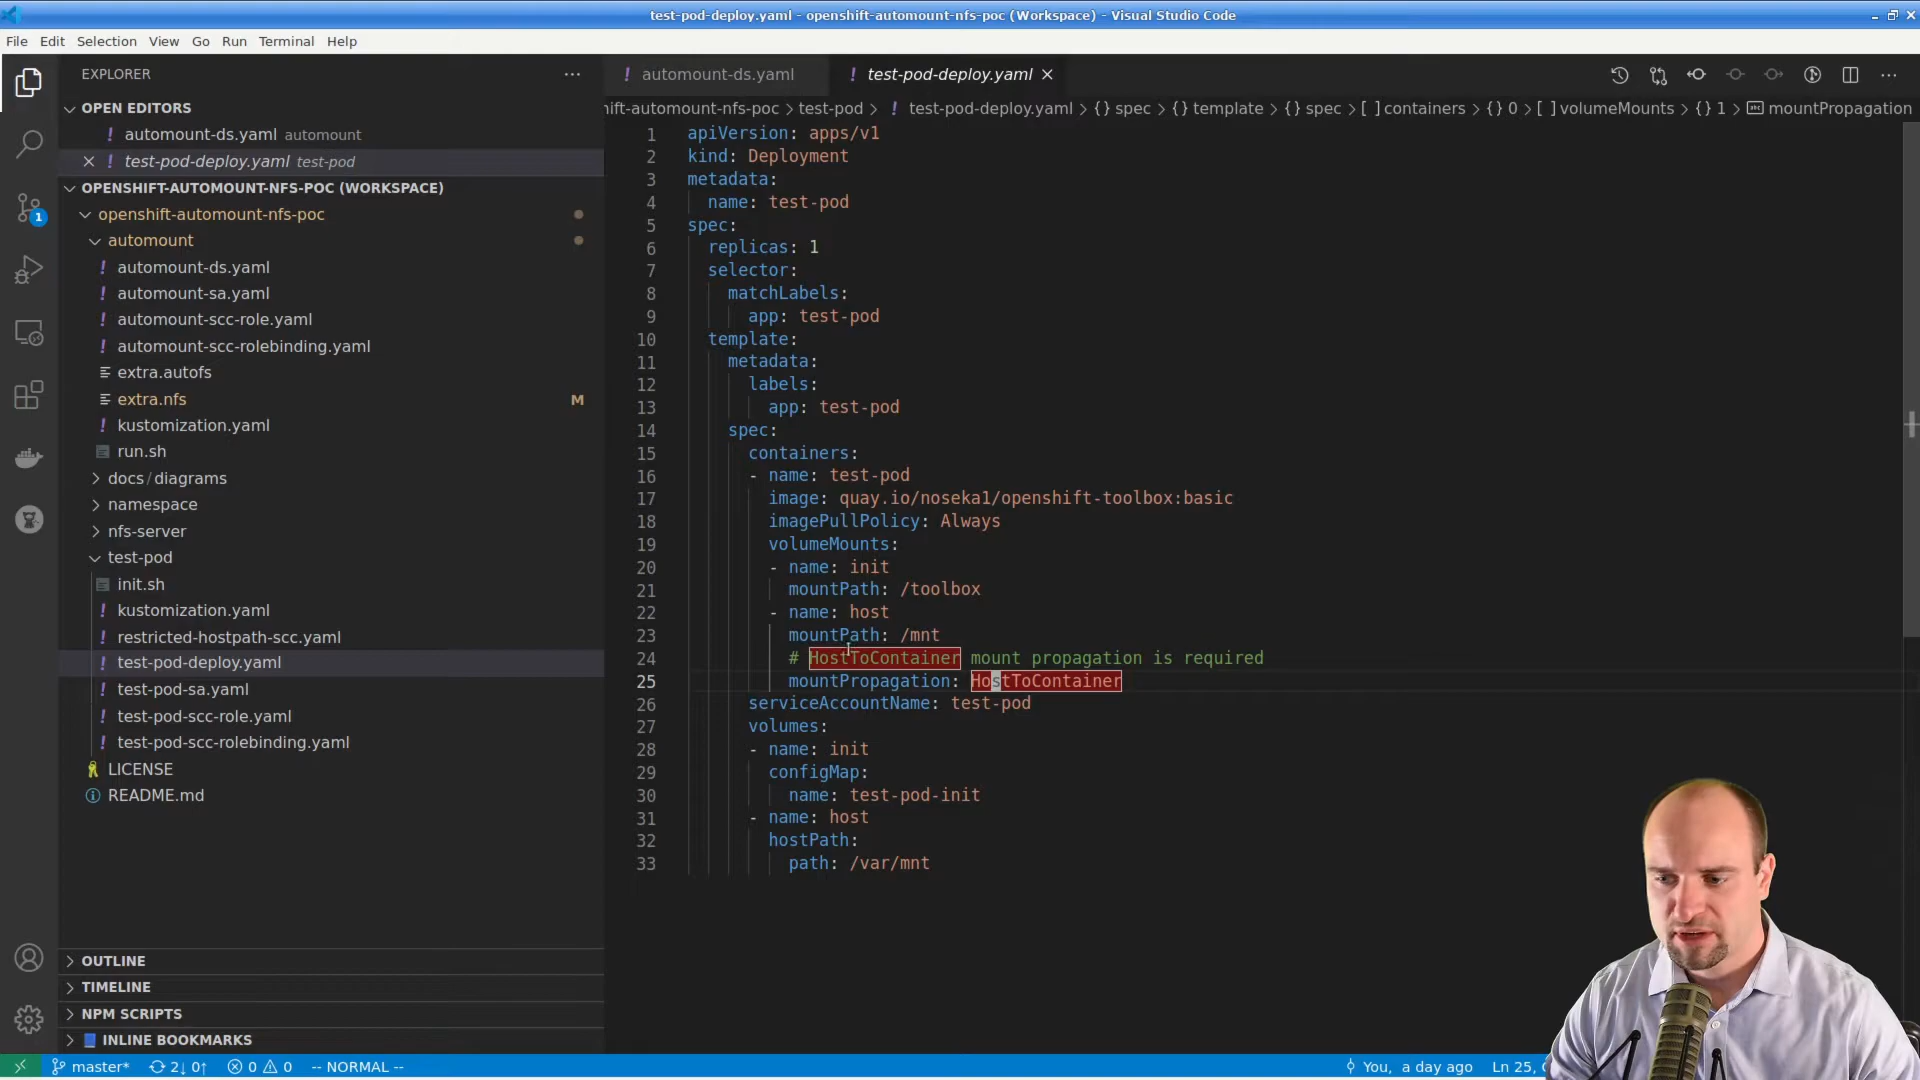 test-pod-deploy.yaml - openshift-automount-nfs-poc (Workspace) - Visual Studio Code
File Edit Selection View Go Run Terminal Help
EXPLORER
OPEN EDITORS
! automount-ds.yaml automount
! test-pod-deploy.yaml test-pod
OPENSHIFT-AUTOMOUNT-NFS-POC (WORKSPACE)
openshift-automount-nfs-poc
automount
! automount-ds.yaml
! automount-sa.yaml
! automount-scc-role.yaml
! automount-scc-rolebinding.yaml
extra.autofs
extra.nfs M
! kustomization.yaml
run.sh
docs / diagrams
namespace
nfs-server
test-pod
init.sh
! kustomization.yaml
! restricted-hostpath-scc.yaml
! test-pod-deploy.yaml
! test-pod-sa.yaml
! test-pod-scc-role.yaml
! test-pod-scc-rolebinding.yaml
LICENSE
README.md
OUTLINE
TIMELINE
NPM SCRIPTS
INLINE BOOKMARKS
1
! automount-ds.yaml ! test-pod-deploy.yaml
ift-automount-nfs-poc > test-pod > ! test-pod-deploy.yaml > {} spec > {} template > {} spec > [ ] containers > {} 0 > [ ] volumeMounts > {} 1 > mountPropagation
1 apiVersion: apps/v1
2 kind: Deployment
3 metadata:
4 name: test-pod
5 spec:
6 replicas: 1
7 selector:
8 matchLabels:
9 app: test-pod
10 template:
11 metadata:
12 labels:
13 app: test-pod
14 spec:
15 containers:
16 - name: test-pod
17 image: quay.io/noseka1/openshift-toolbox:basic
18 imagePullPolicy: Always
19 volumeMounts:
20 - name: init
21 mountPath: /toolbox
22 - name: host
23 mountPath: /mnt
24 # HostToContainer mount propagation is required
25 mountPropagation: HostToContainer
26 serviceAccountName: test-pod
27 volumes:
28 - name: init
29 configMap:
30 name: test-pod-init
31 - name: host
32 hostPath:
33 path: /var/mnt
master* 2↓ 0↑ 0 0 -- NORMAL -- You, a day ago Ln 25,